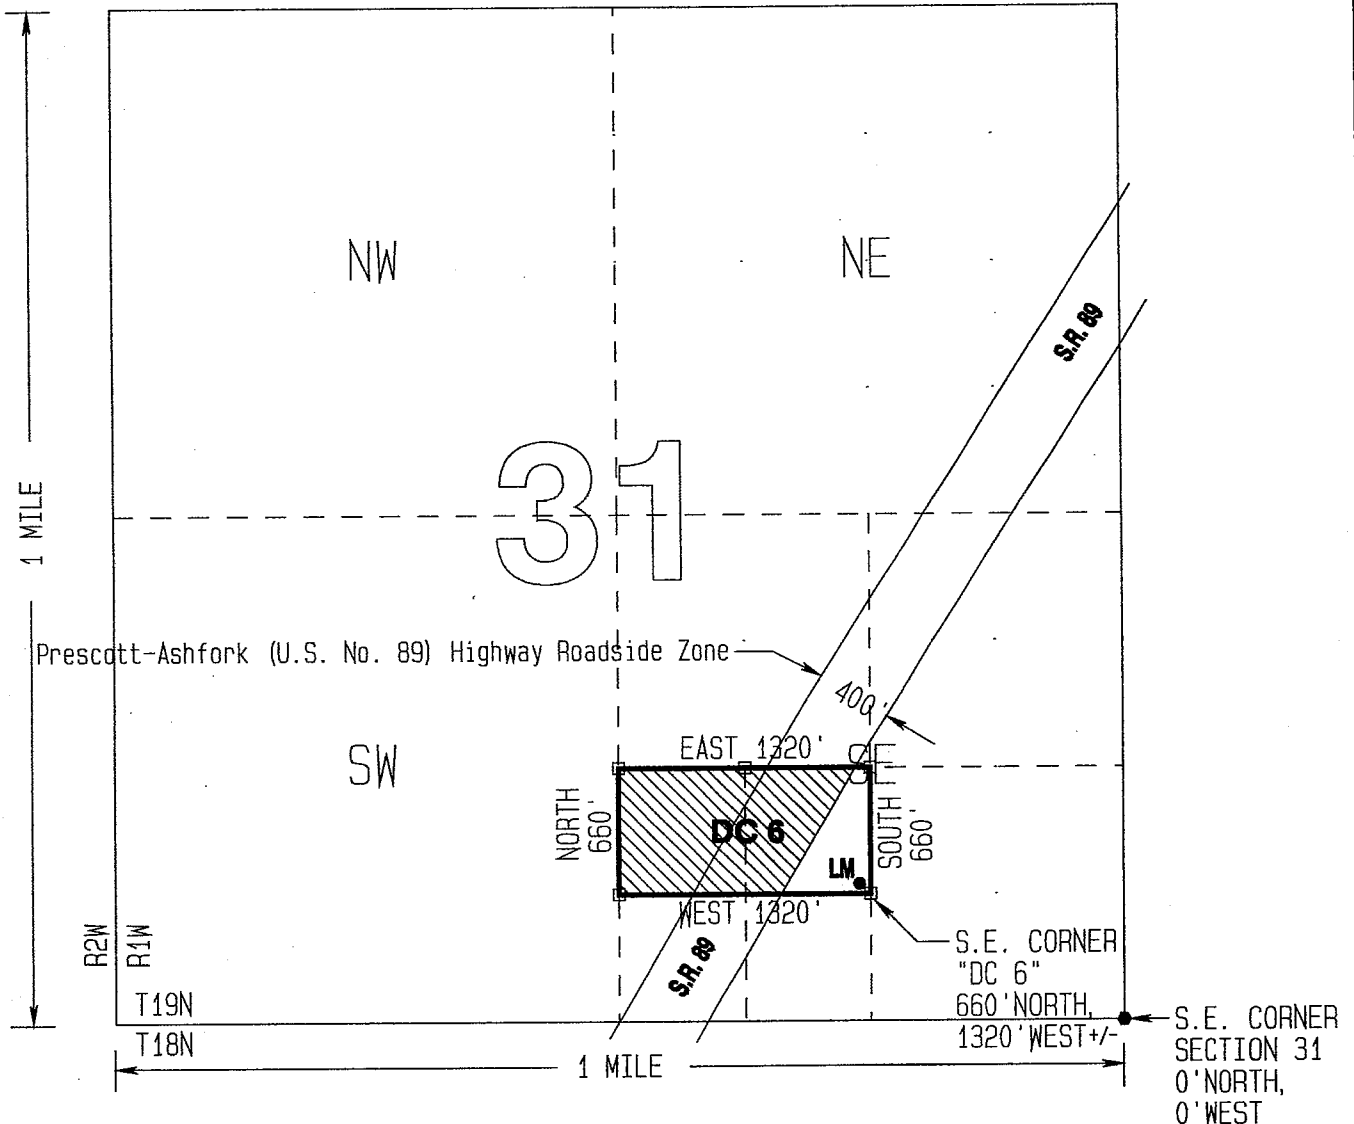 NW
NE
S.R. 89
31
1 MILE
Prescott-Ashfork (U.S. No. 89) Highway Roadside Zone
400'
SW
SE
EAST 1320'
NORTH
660'
DC 6
SOUTH
660'
LM
WEST 1320'
S.R. 89
S.E. CORNER
"DC 6"
660'NORTH,
1320'WEST+/-
R2W
R1W
T19N
T18N
1 MILE
S.E. CORNER
SECTION 31
0'NORTH,
0'WEST